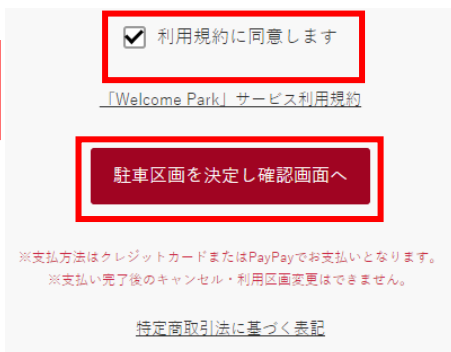 利用規約に同意します
「Welcome Park」サービス利用規約
駐車区画を決定し確認画面へ
※支払方法はクレジットカードまたはPayPayでお支払いとなります。
※支払い完了後のキャンセル・利用区画変更はできません。
特定商取引法に基づく表記